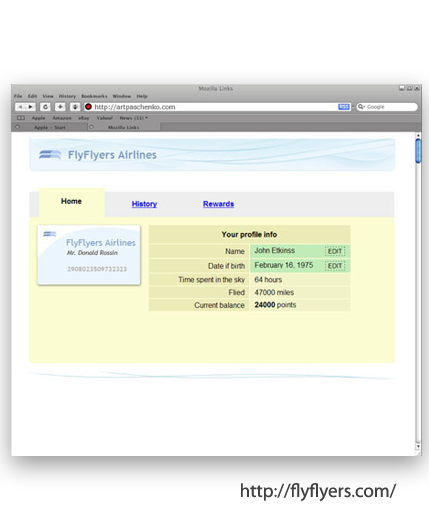 Mozilla Links
File Edit View History Bookmarks Window Help
http://artpaschenko.com
RSS
Google
Apple Amazon eBay Yahoo! News (51)
Apple - Start
Mozilla Links
FlyFlyers Airlines
Home
History
Rewards
FlyFlyers Airlines
Mr. Donald Rossin
2908023509732323
Your profile info
Name John Etkinss EDIT
Date if birth February 16, 1975 EDIT
Time spent in the sky 64 hours
Flied 47000 miles
Current balance 24000 points
http://flyflyers.com/